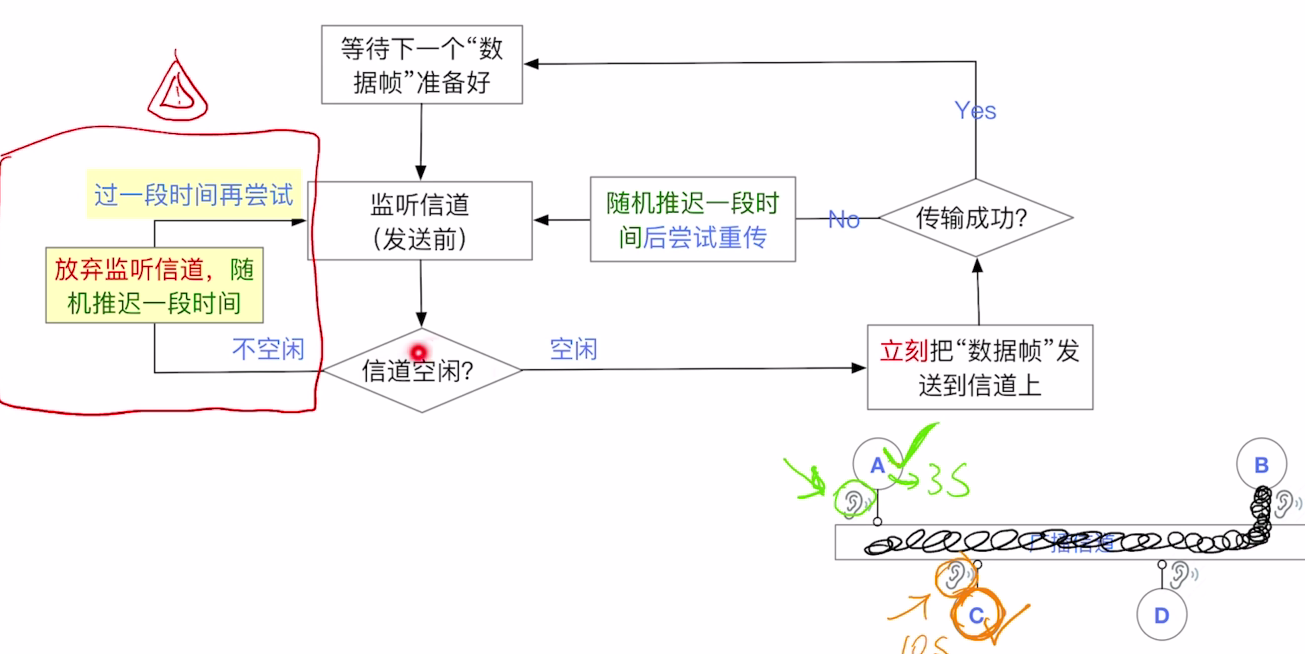 等待下一个“数
据帧”准备好
Yes
过一段时间再尝试
监听信道
（发送前）
随机推迟一段时
间后尝试重传
No
传输成功？
放弃监听信道，随
机推迟一段时间
不空闲
信道空闲？
空闲
立刻把“数据帧”发
送到信道上
A
3S
B
广播信道
C
D
10S